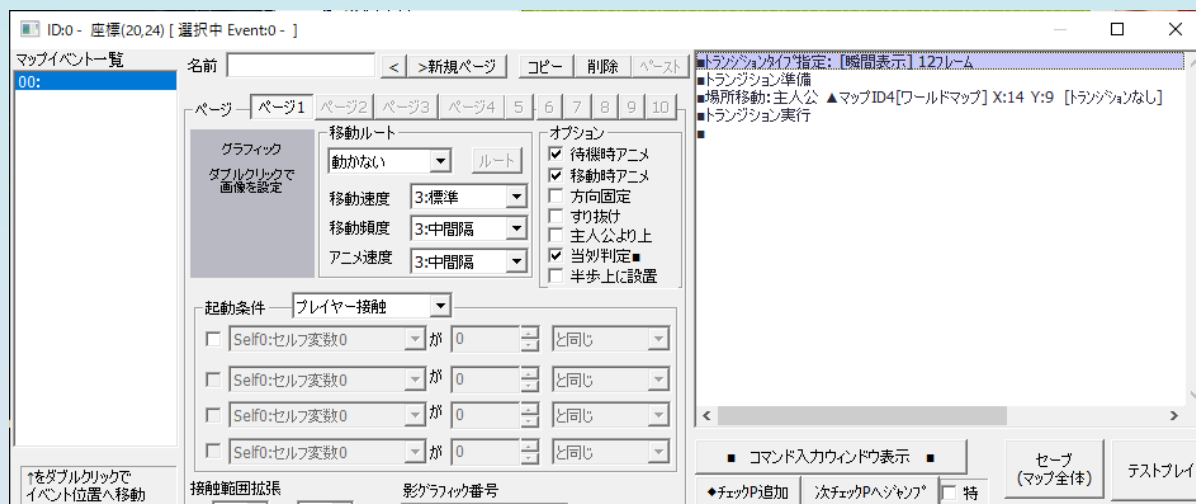 ID:0 - 座標(20,24) [ 選択中 Event:0 - ]
マップイベント一覧
00:
名前
<
>新規ページ
コピー
削除
ペースト
ページ
ページ1
ページ2
ページ3
ページ4
5
6
7
8
9
10
グラフィック
ダブルクリックで
画像を設定
移動ルート
動かない
ルート
移動速度
3:標準
移動頻度
3:中間隔
アニメ速度
3:中間隔
オプション
待機時アニメ
移動時アニメ
方向固定
すり抜け
主人公より上
当り判定■
半歩上に設置
起動条件
プレイヤー接触
Self0:セルフ変数0 が 0 と同じ
Self0:セルフ変数0 が 0 と同じ
Self0:セルフ変数0 が 0 と同じ
Self0:セルフ変数0 が 0 と同じ
接触範囲拡張
影グラフィック番号
↑をダブルクリックで
イベント位置へ移動
■トランジションタイプ指定: [瞬間表示] 12フレーム
■トランジション準備
■場所移動:主人公 ▲マップID4[ワールドマップ] X:14 Y:9 [トランジションなし]
■トランジション実行
■
■ コマンド入力ウィンドウ表示 ■
◆チェックP追加
次チェックPへジャンプ
特
セーブ
(マップ全体)
テストプレイ